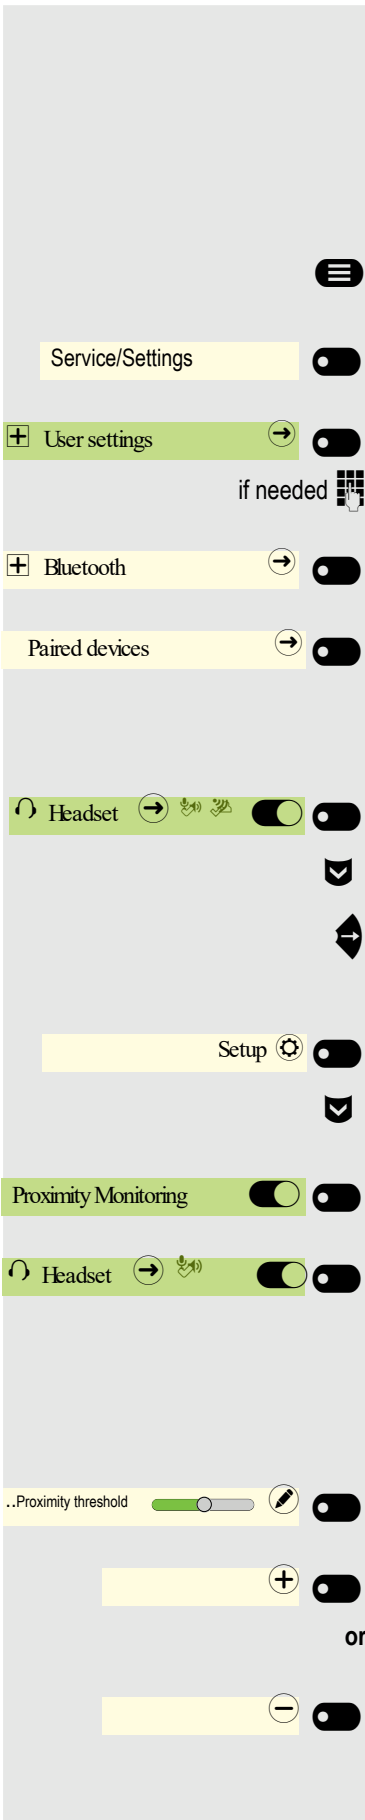 Service/Settings
User settings
if needed
Bluetooth
Paired devices
Headset
Setup
Proximity Monitoring
Headset
..Proximity threshold
or